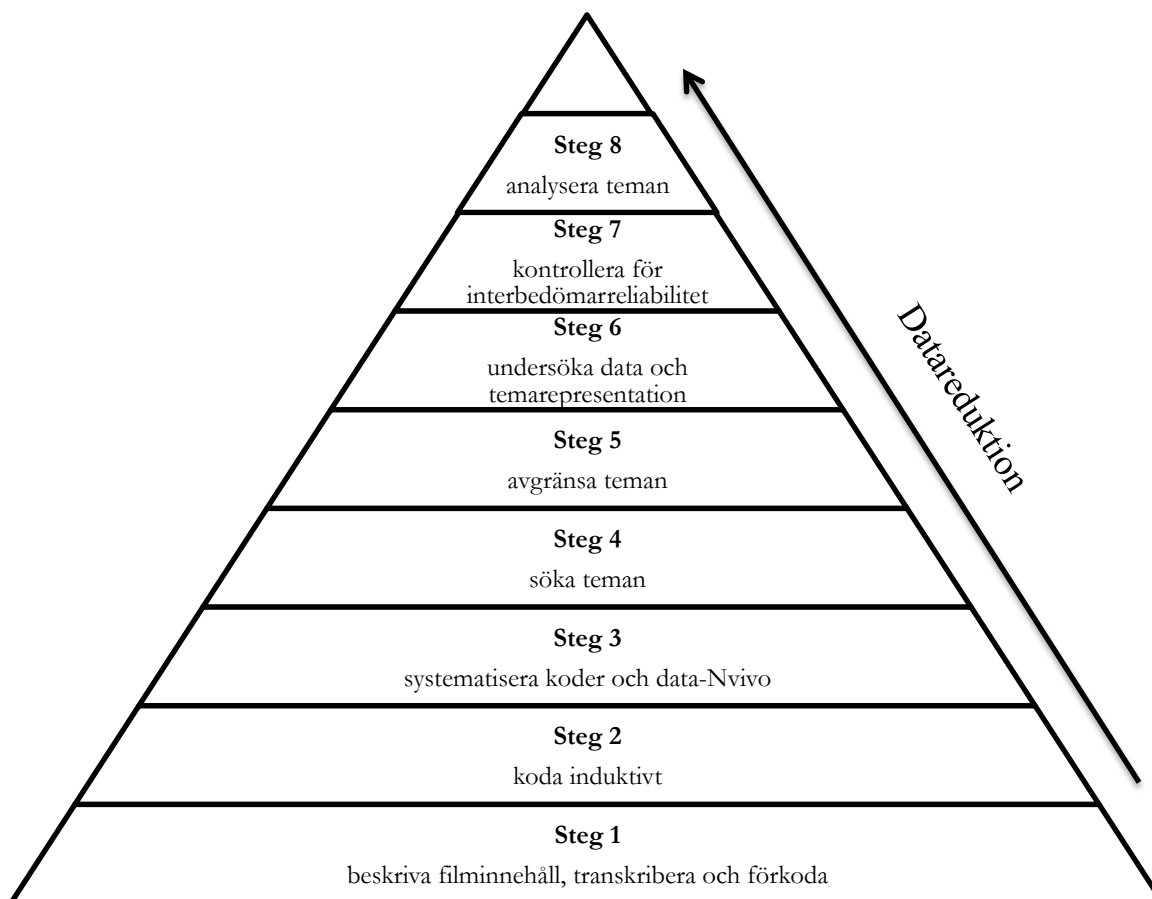 Steg 8
analysera teman
Steg 7
kontrollera för
interbedömarreliabilitet
Steg 6
undersöka data och
temarepresentation
Steg 5
avgränsa teman
Steg 4
söka teman
Steg 3
systematisera koder och data-Nvivo
Steg 2
koda induktivt
Steg 1
beskriva filminnehåll, transkribera och förkoda
Datareduktion